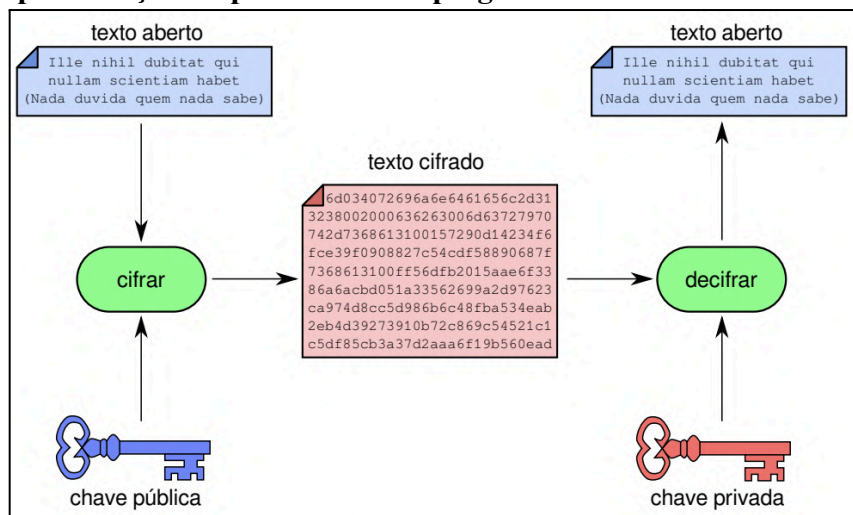 texto aberto
Ille nihil dubitat qui
nullam scientiam habet
(Nada duvida quem nada sabe)
texto aberto
Ille nihil dubitat qui
nullam scientiam habet
(Nada duvida quem nada sabe)
texto cifrado
6d034072696a6e6461656c2d31
3238002000636263006d63727970
742d7368613100157290d14234f6
fce39f0908827c54cdf58890687f
7368613100ff56dfb2015aae6f33
86a6acbd051a33562699a2d97623
ca974d8cc5d986b6c48fba534eab
2eb4d39273910b72c869c54521c1
c5df85cb3a37d2aaa6f19b560ead
cifrar
decifrar
chave pública
chave privada